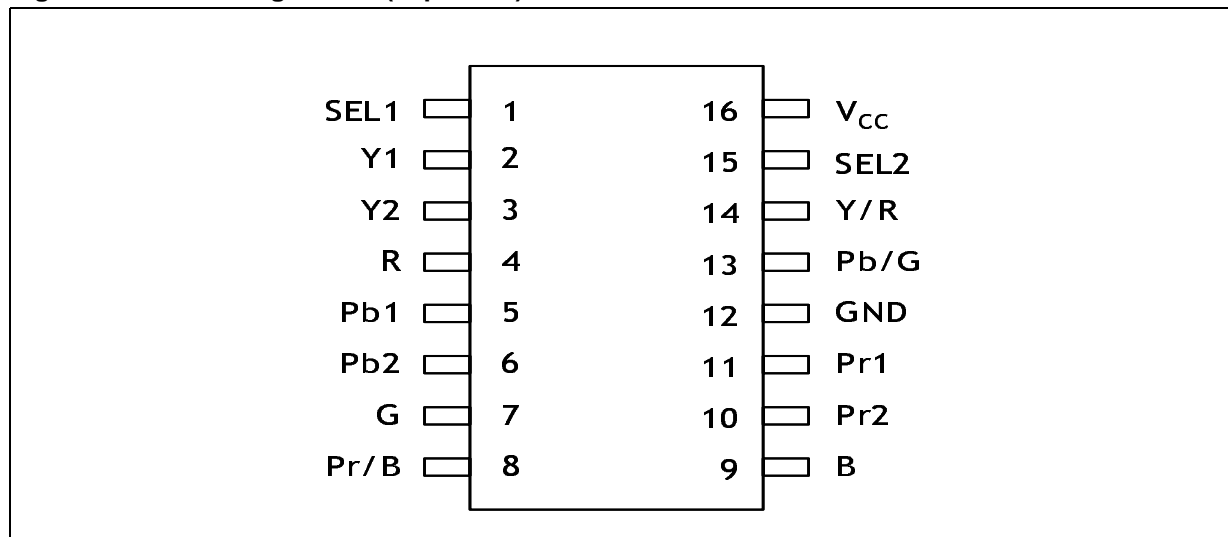 SEL1 1 16 VCC
Y1 2 15 SEL2
Y2 3 14 Y/R
R 4 13 Pb/G
Pb1 5 12 GND
Pb2 6 11 Pr1
G 7 10 Pr2
Pr/B 8 9 B